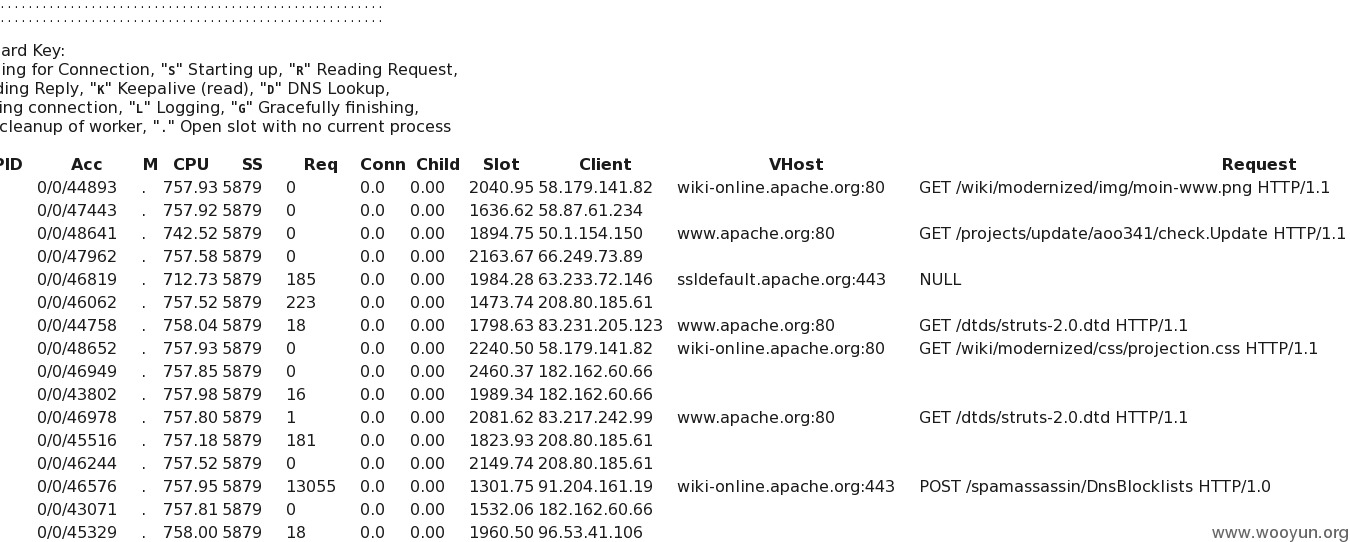 ......................................................
......................................................
ard Key:
ing for Connection, "S" Starting up, "R" Reading Request,
ding Reply, "K" Keepalive (read), "D" DNS Lookup,
ing connection, "L" Logging, "G" Gracefully finishing,
cleanup of worker, "." Open slot with no current process
PID Acc M CPU SS Req Conn Child Slot Client VHost Request
0/0/44893 . 757.93 5879 0 0.0 0.00 2040.95 58.179.141.82 wiki-online.apache.org:80 GET /wiki/modernized/img/moin-www.png HTTP/1.1
0/0/47443 . 757.92 5879 0 0.0 0.00 1636.62 58.87.61.234
0/0/48641 . 742.52 5879 0 0.0 0.00 1894.75 50.1.154.150 www.apache.org:80 GET /projects/update/aoo341/check.Update HTTP/1.1
0/0/47962 . 757.58 5879 0 0.0 0.00 2163.67 66.249.73.89
0/0/46819 . 712.73 5879 185 0.0 0.00 1984.28 63.233.72.146 ssldefault.apache.org:443 NULL
0/0/46062 . 757.52 5879 223 0.0 0.00 1473.74 208.80.185.61
0/0/44758 . 758.04 5879 18 0.0 0.00 1798.63 83.231.205.123 www.apache.org:80 GET /dtds/struts-2.0.dtd HTTP/1.1
0/0/48652 . 757.93 5879 0 0.0 0.00 2240.50 58.179.141.82 wiki-online.apache.org:80 GET /wiki/modernized/css/projection.css HTTP/1.1
0/0/46949 . 757.85 5879 0 0.0 0.00 2460.37 182.162.60.66
0/0/43802 . 757.98 5879 16 0.0 0.00 1989.34 182.162.60.66
0/0/46978 . 757.80 5879 1 0.0 0.00 2081.62 83.217.242.99 www.apache.org:80 GET /dtds/struts-2.0.dtd HTTP/1.1
0/0/45516 . 757.18 5879 181 0.0 0.00 1823.93 208.80.185.61
0/0/46244 . 757.52 5879 0 0.0 0.00 2149.74 208.80.185.61
0/0/46576 . 757.95 5879 13055 0.0 0.00 1301.75 91.204.161.19 wiki-online.apache.org:443 POST /spamassassin/DnsBlocklists HTTP/1.0
0/0/43071 . 757.81 5879 0 0.0 0.00 1532.06 182.162.60.66
0/0/45329 . 758.00 5879 18 0.0 0.00 1960.50 96.53.41.106
www.wooyun.org